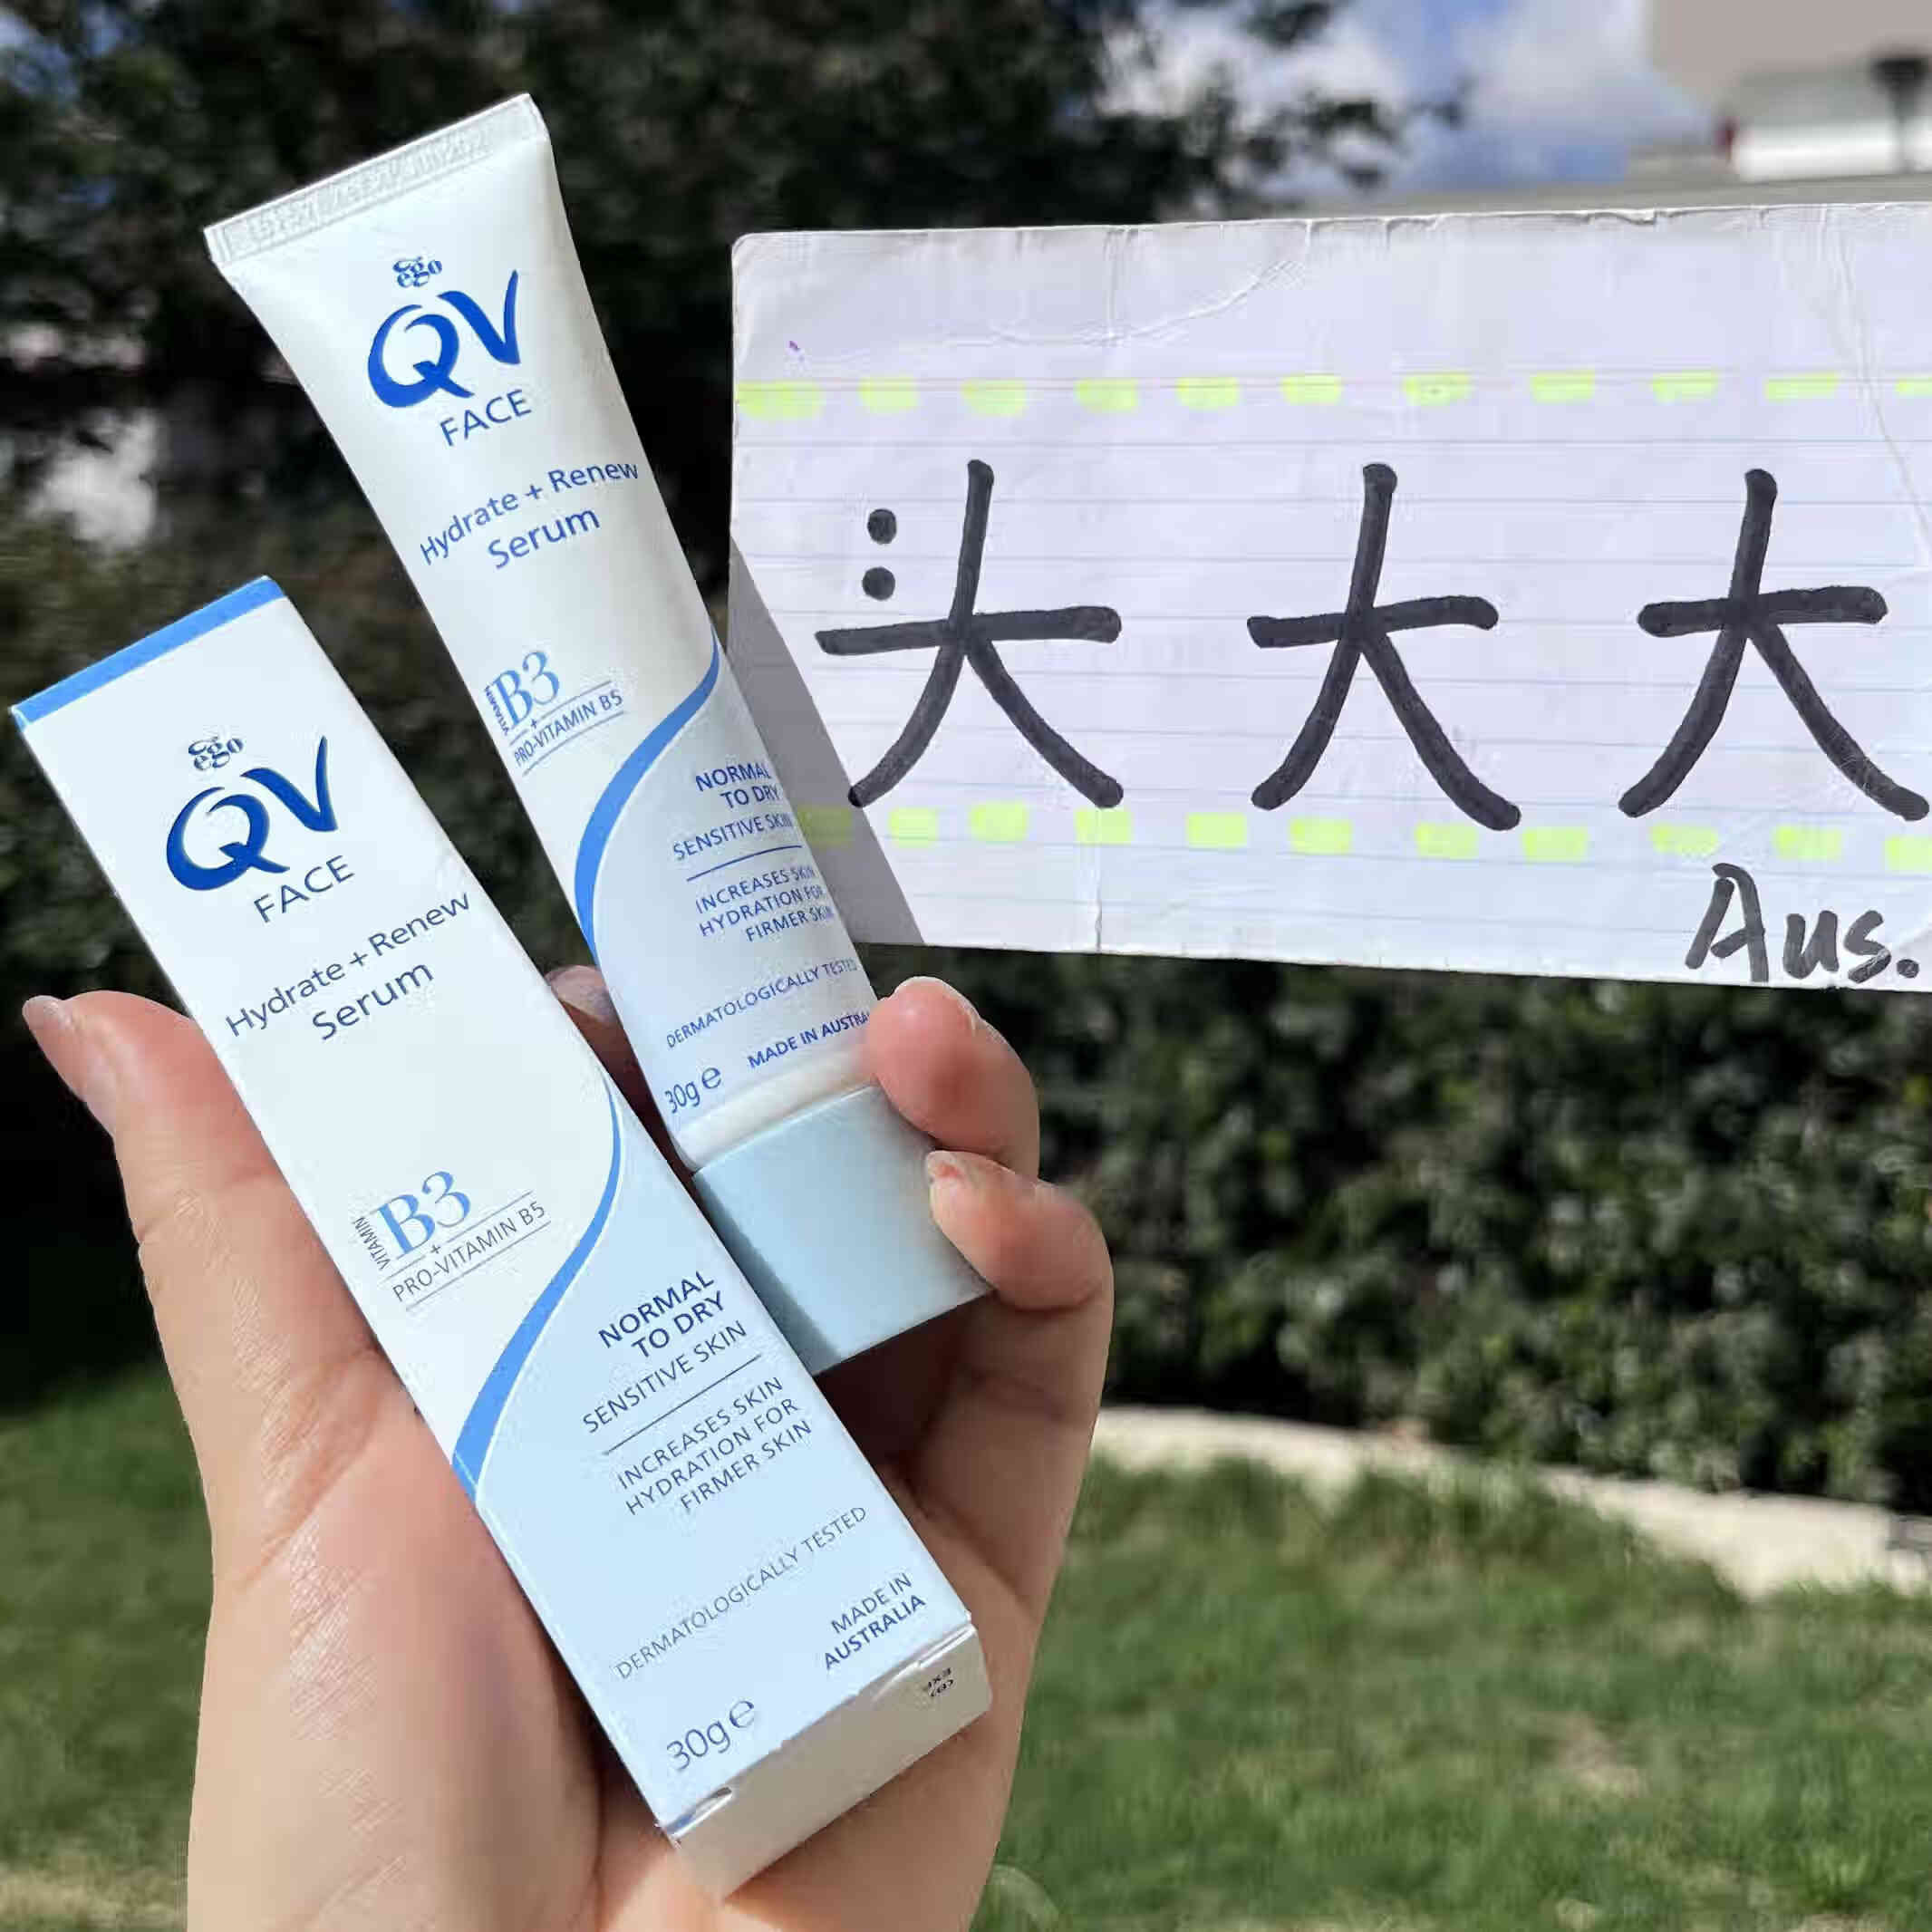 ego
QV
FACE
Hydrate + Renew
Serum
VITAMIN B3
+
PRO-VITAMIN B5
NORMAL
TO DRY
SENSITIVE SKIN
INCREASES SKIN
HYDRATION FOR
FIRMER SKIN
DERMATOLOGICALLY TESTED
MADE IN
30g e
头大大
Aus.
ego
QV
FACE
Hydrate + Renew
Serum
VITAMIN B3
+
PRO-VITAMIN B5
NORMAL
TO DRY
SENSITIVE SKIN
INCREASES SKIN
HYDRATION FOR
FIRMER SKIN
DERMATOLOGICALLY TESTED
MADE IN
AUSTRALIA
30g e